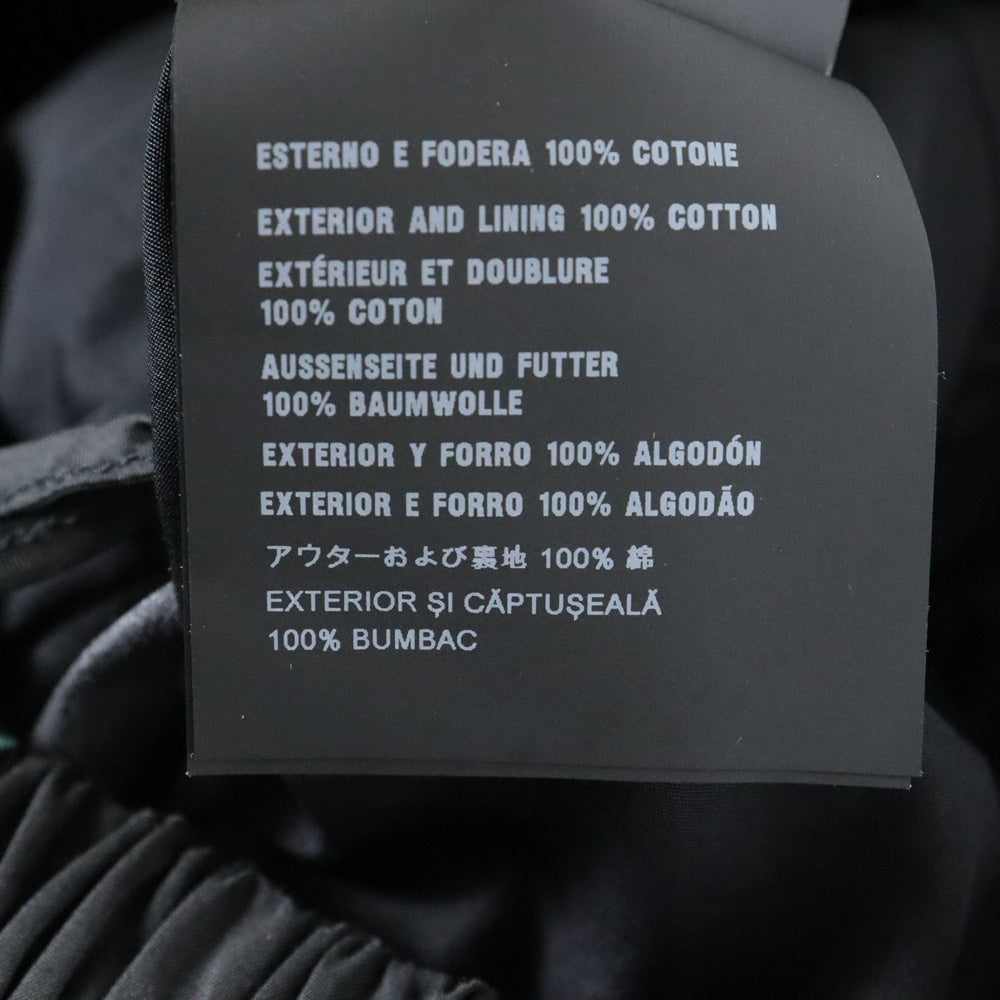 ESTERNO E FODERA 100% COTONE
EXTERIOR AND LINING 100% COTTON
EXTÉRIEUR ET DOUBLURE
100% COTON
AUSSENSEITE UND FUTTER
100% BAUMWOLLE
EXTERIOR Y FORRO 100% ALGODÓN
EXTERIOR E FORRO 100% ALGODÃO
アウターおよび裏地 100% 綿
EXTERIOR ȘI CĂPTUȘEALĂ
100% BUMBAC